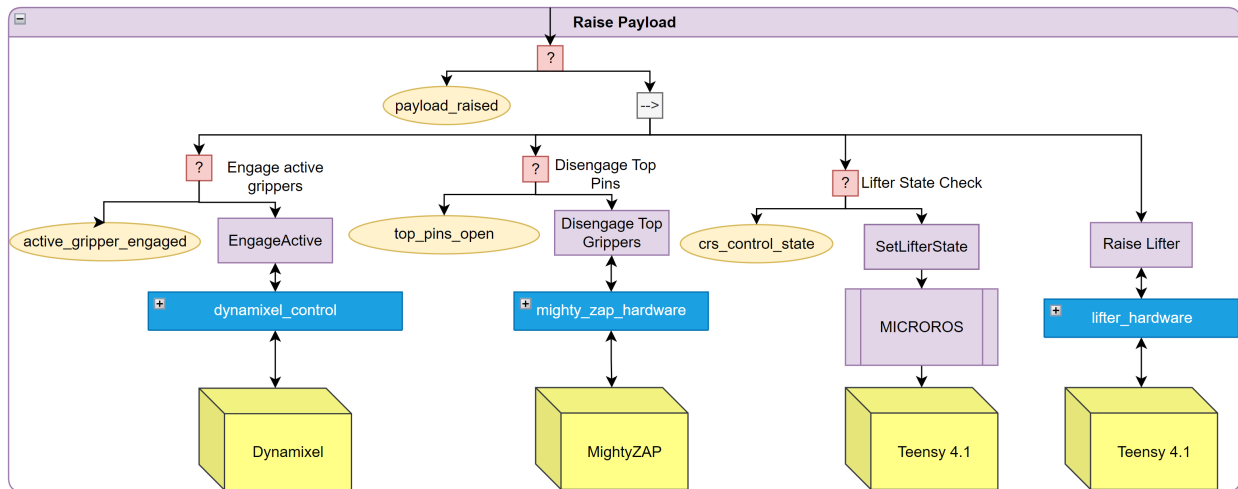 Raise Payload
?
payload_raised
-->
?
Engage active
grippers
?
Disengage Top
Pins
?
Lifter State Check
active_gripper_engaged
EngageActive
top_pins_open
Disengage Top
Grippers
crs_control_state
SetLifterState
Raise Lifter
dynamixel_control
mighty_zap_hardware
MICROROS
lifter_hardware
Dynamixel
MightyZAP
Teensy 4.1
Teensy 4.1